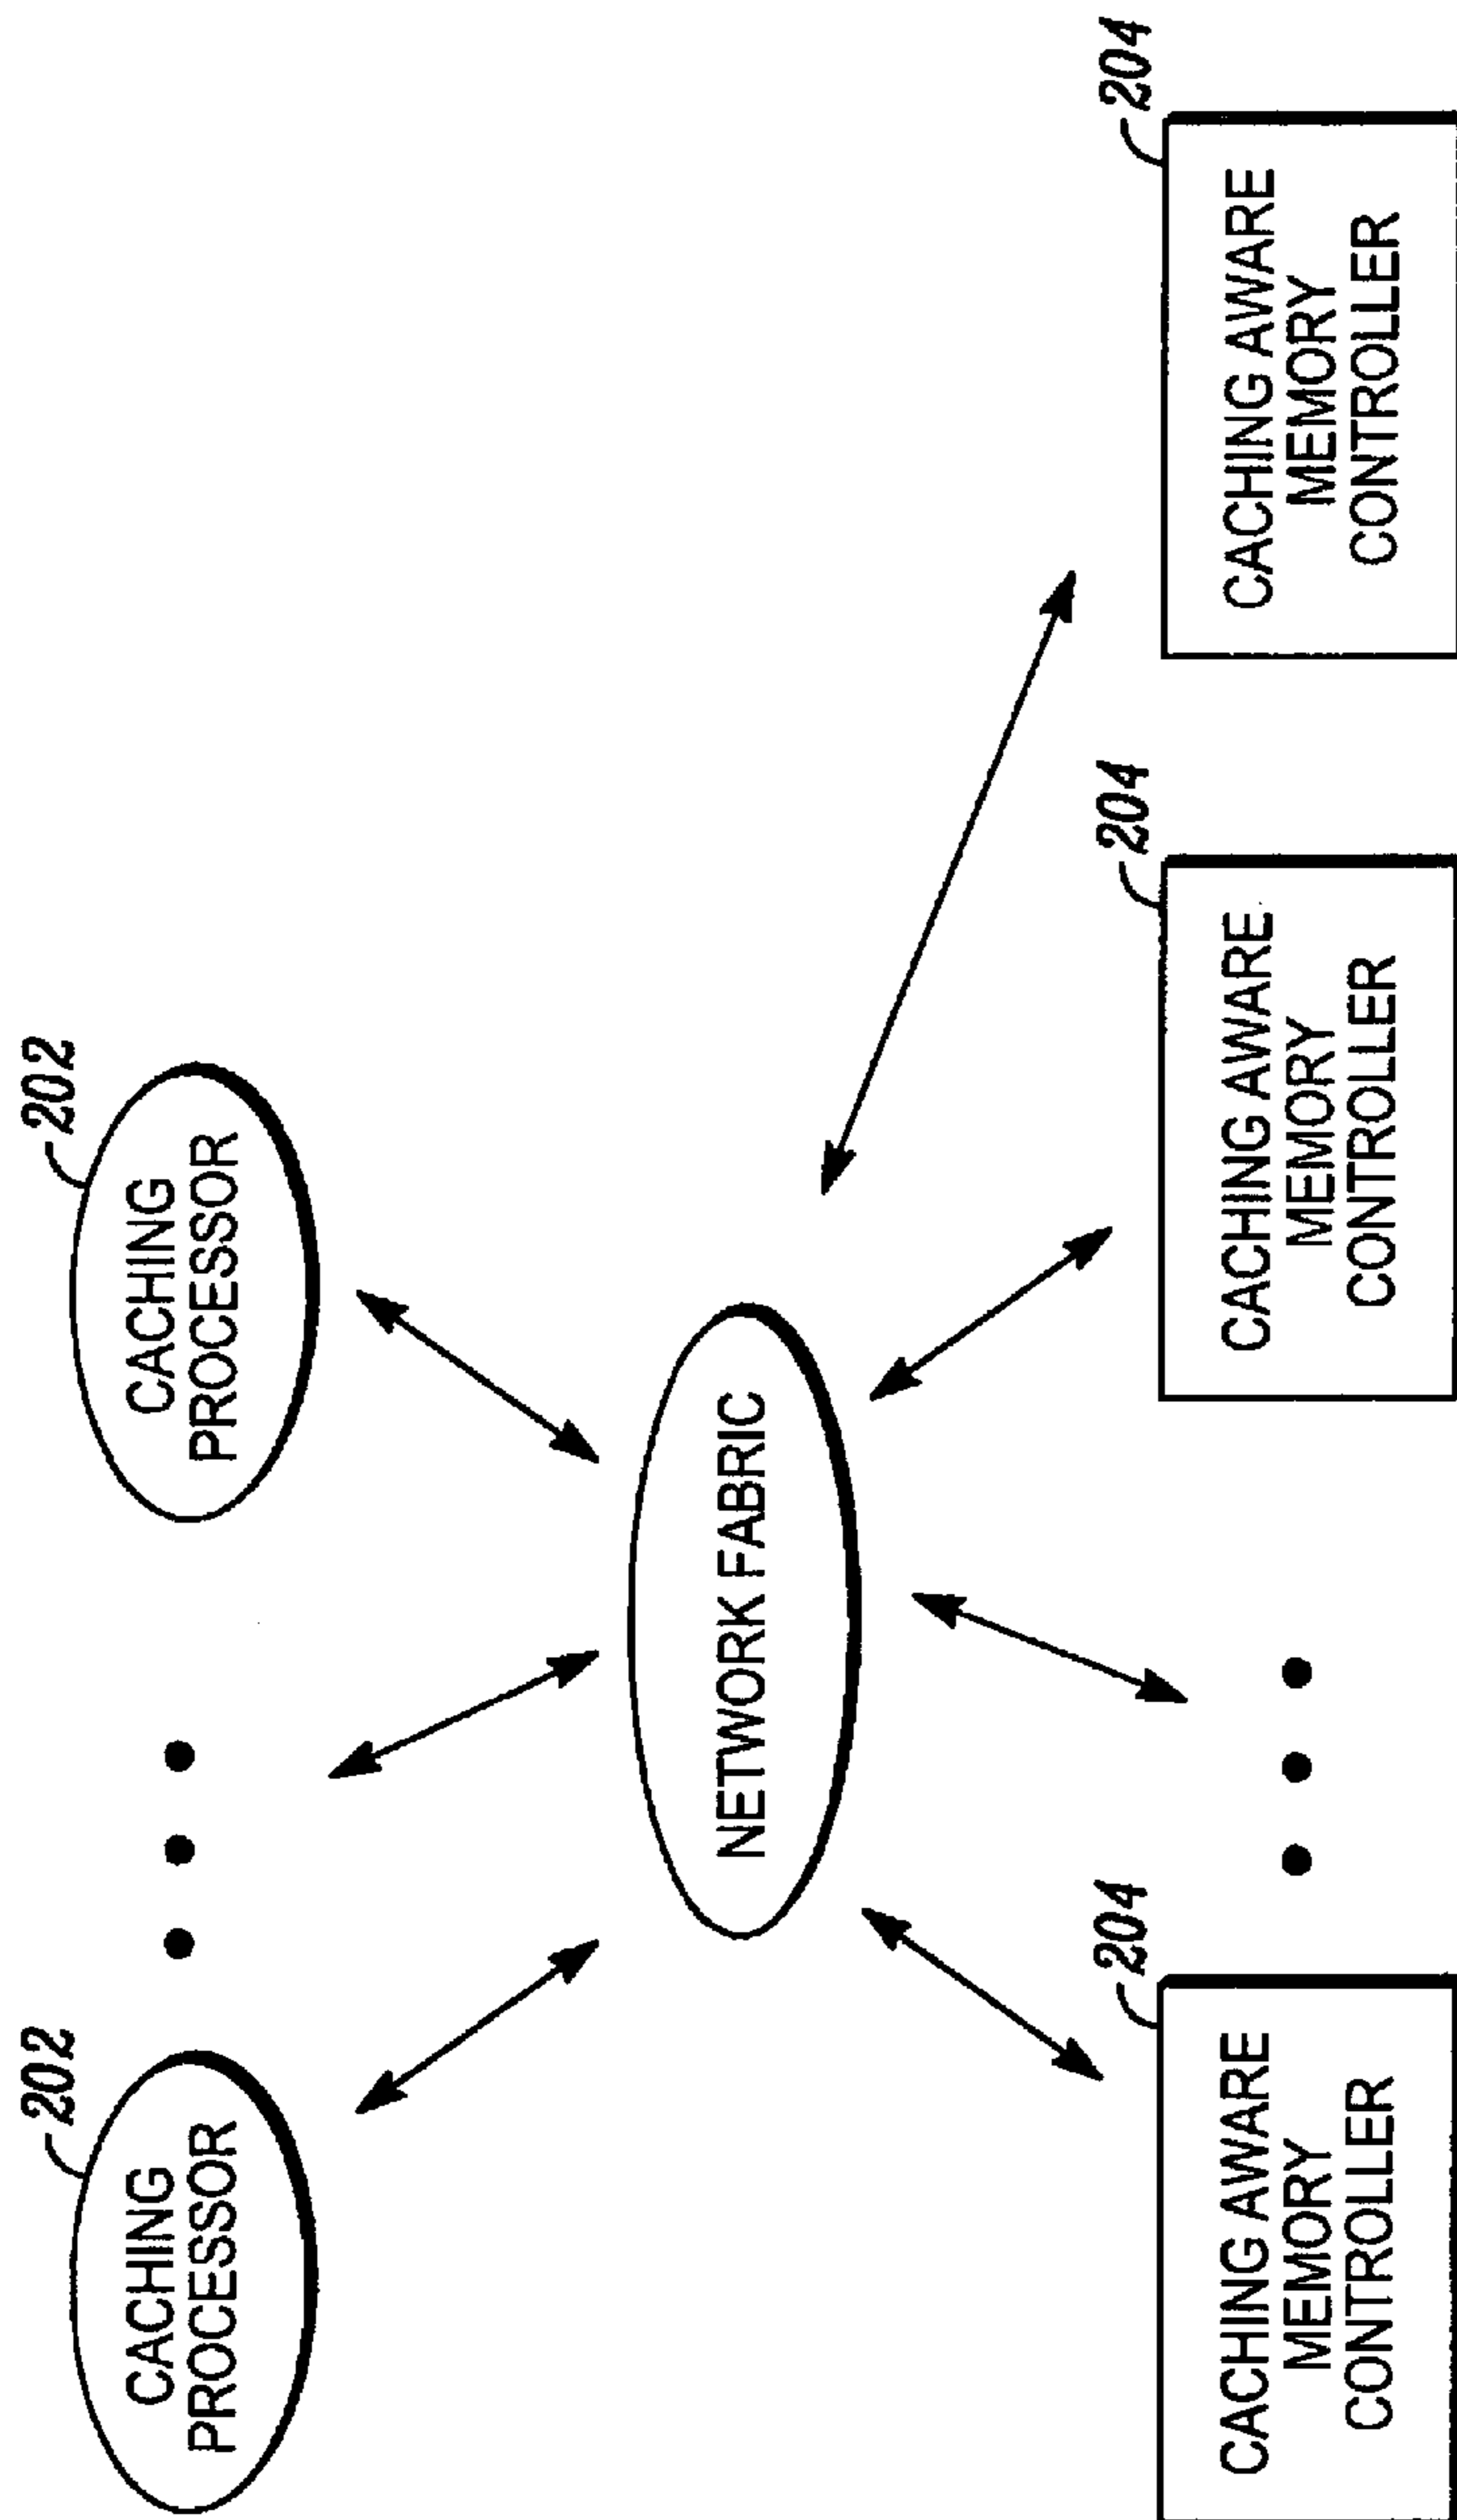 202
CACHING
PROCESSOR
202
CACHING
PROCESSOR
NETWORK FABRIC
204
CACHING AWARE
MEMORY
CONTROLLER
204
CACHING AWARE
MEMORY
CONTROLLER
204
CACHING AWARE
MEMORY
CONTROLLER